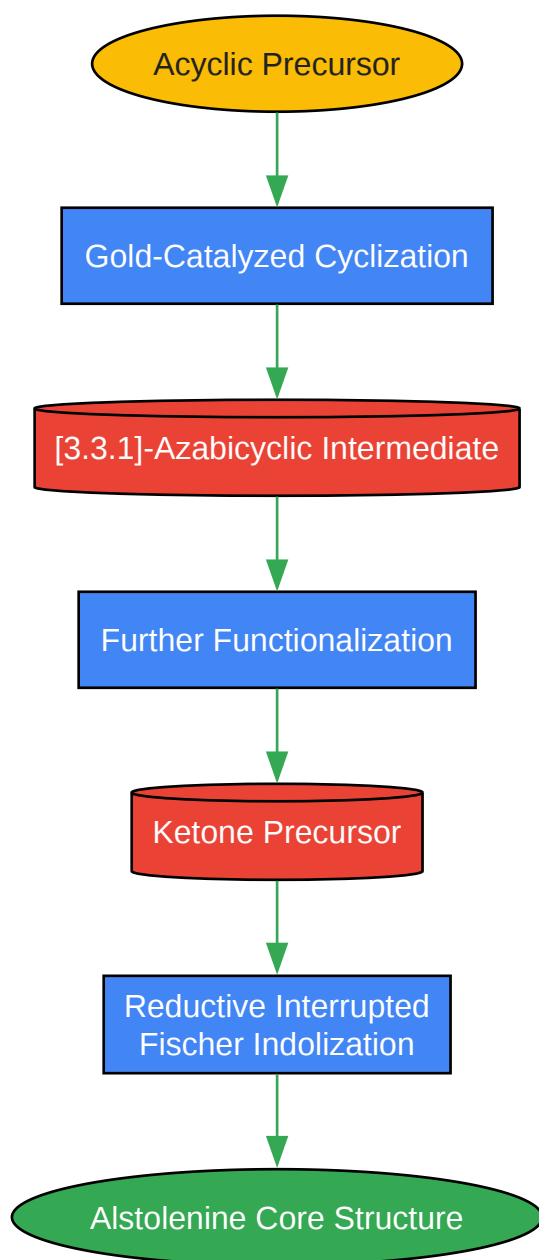 Acyclic Precursor
Gold-Catalyzed Cyclization
[3.3.1]-Azabicyclic Intermediate
Further Functionalization
Ketone Precursor
Reductive Interrupted
Fischer Indolization
Alstolenine Core Structure